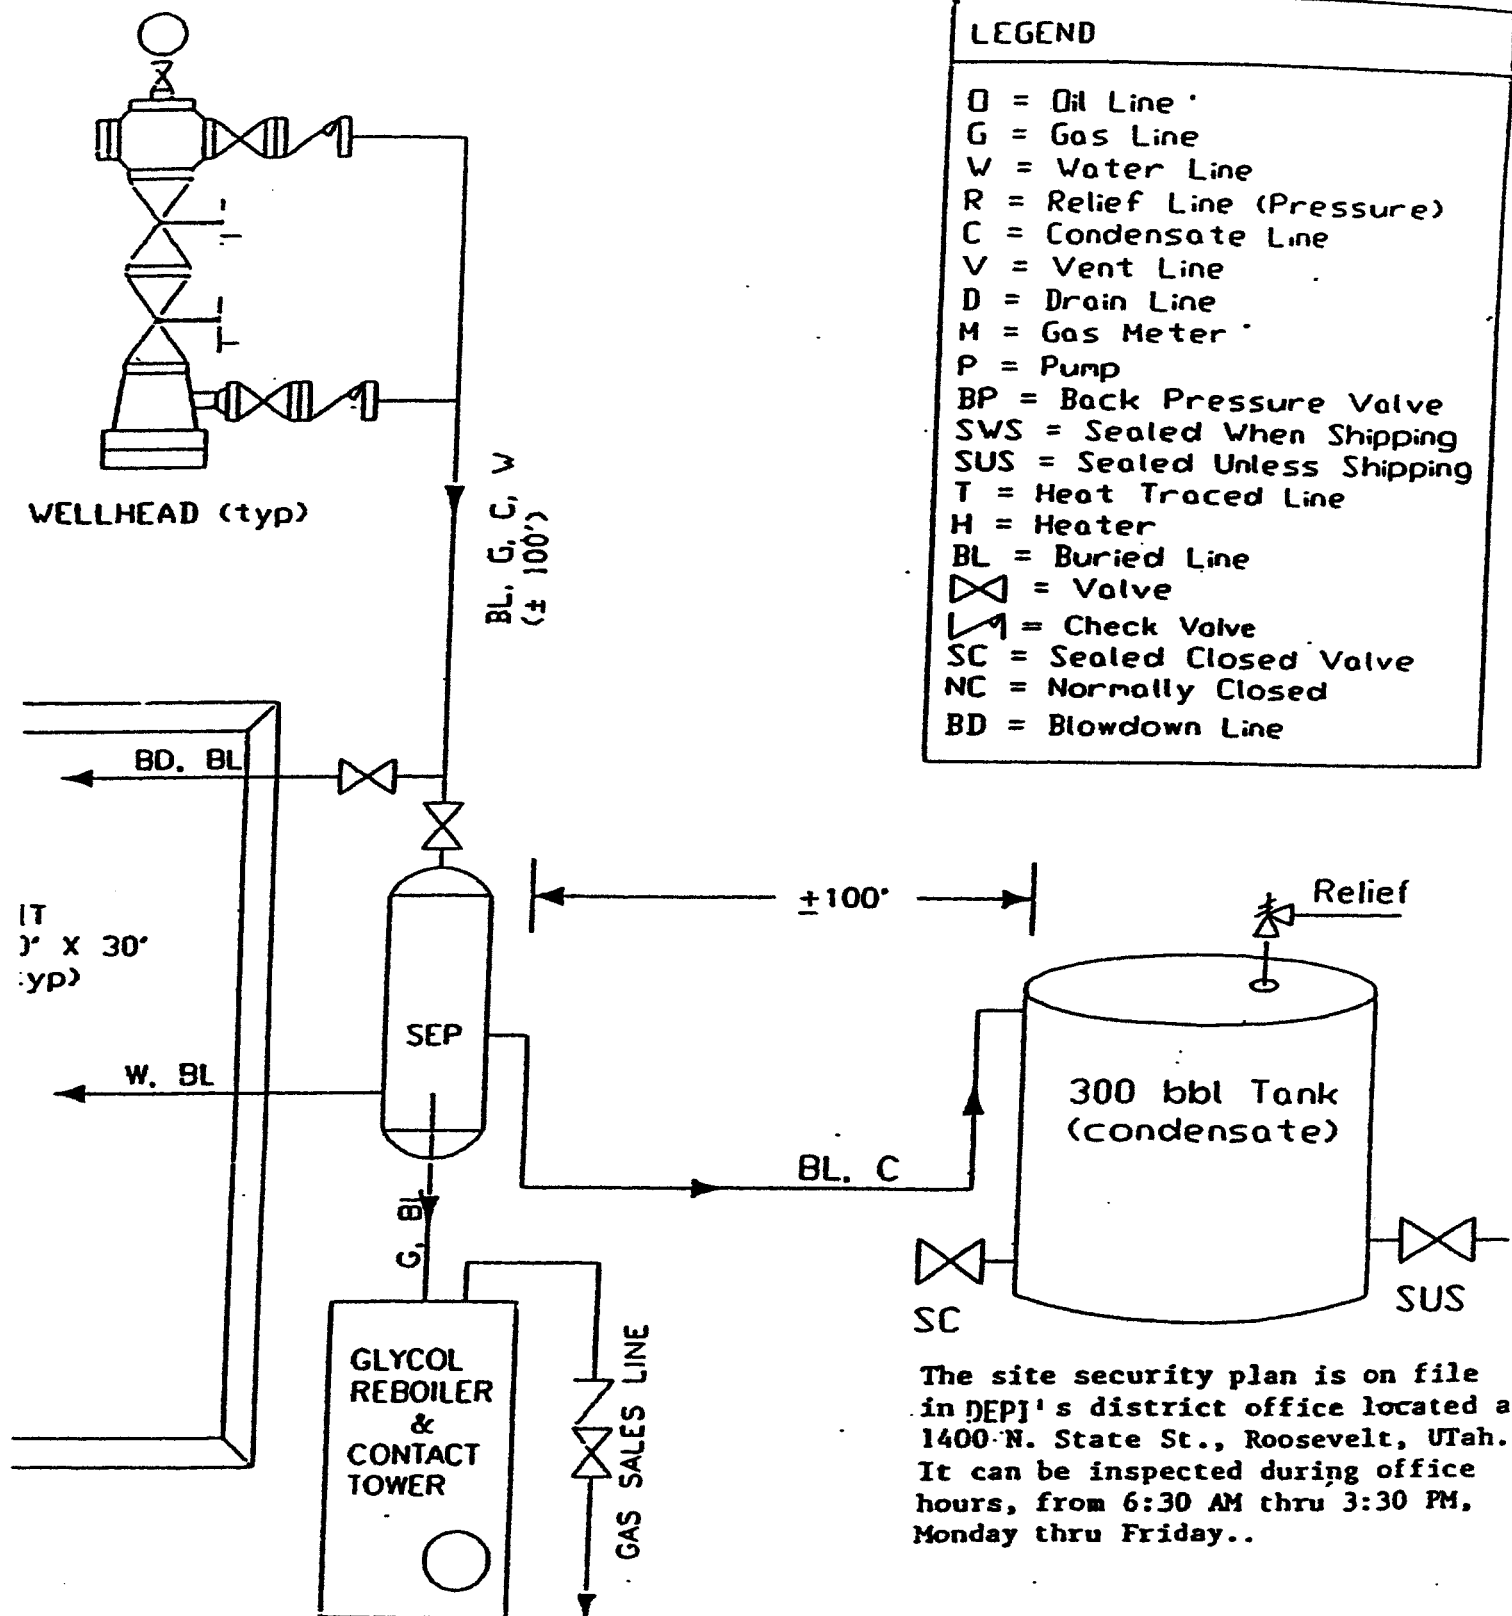 LEGEND
O = Oil Line
G = Gas Line
W = Water Line
R = Relief Line (Pressure)
C = Condensate Line
V = Vent Line
D = Drain Line
M = Gas Meter
P = Pump
BP = Back Pressure Valve
SWS = Sealed When Shipping
SUS = Sealed Unless Shipping
T = Heat Traced Line
H = Heater
BL = Buried Line
= Valve
= Check Valve
SC = Sealed Closed Valve
NC = Normally Closed
BD = Blowdown Line
WELLHEAD (typ)
BL, G, C, W
(± 100')
BD. BL
X 30'
±100'
Relief
SEP
W. BL
300 bbl Tank
(condensate)
BL. C
G, BL
SC
SUS
GLYCOL
REBOILER
&
CONTACT
TOWER
GAS SALES LINE
The site security plan is on file
in DEPI's district office located a
1400 N. State St., Roosevelt, UTah.
It can be inspected during office
hours, from 6:30 AM thru 3:30 PM,
Monday thru Friday..